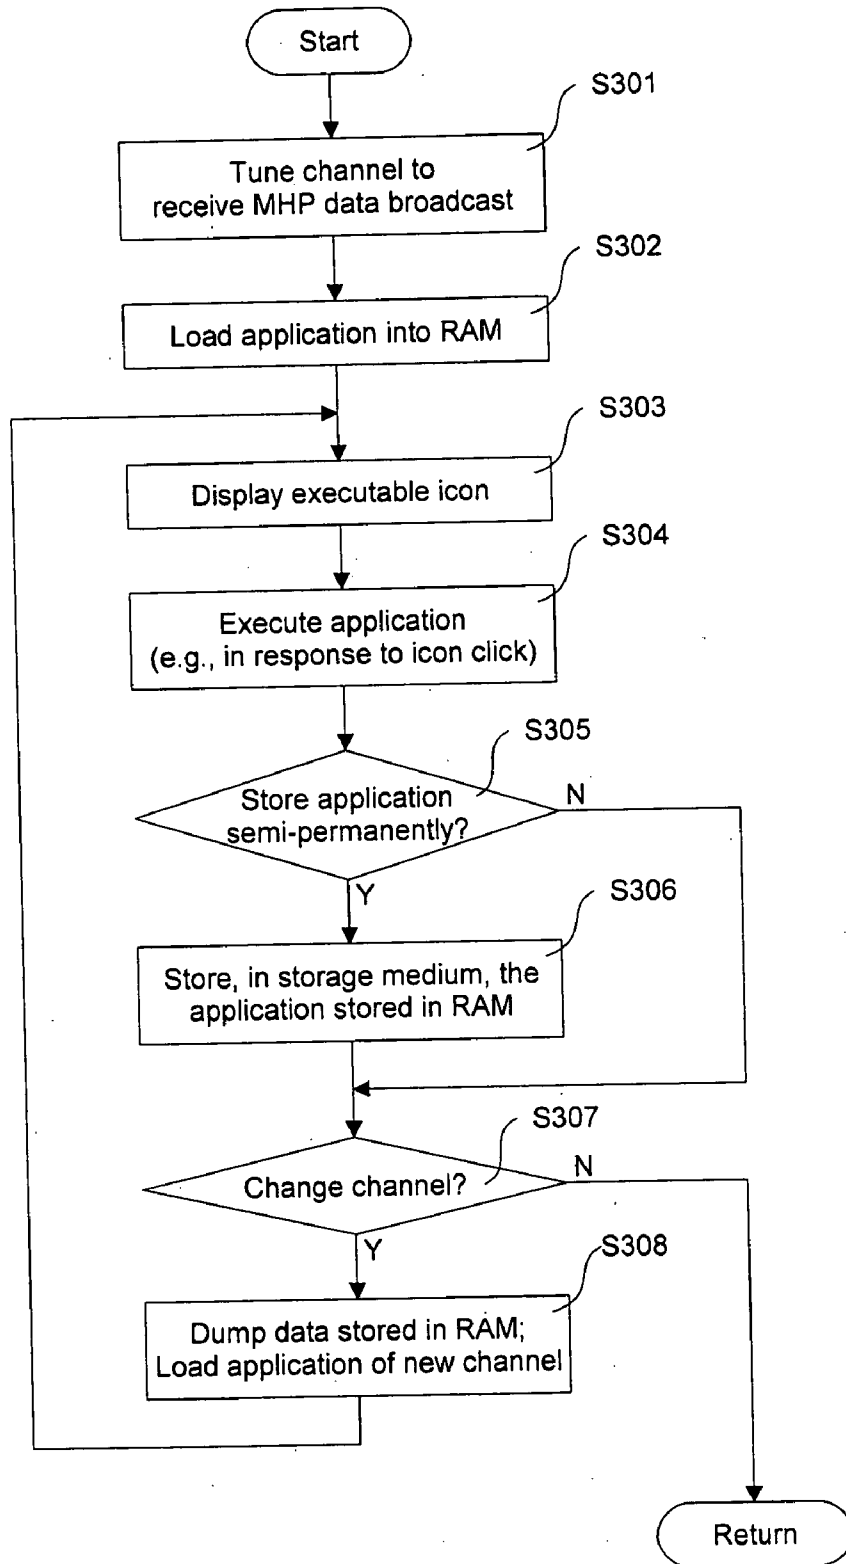 Start
S301
Tune channel to
receive MHP data broadcast
S302
Load application into RAM
S303
Display executable icon
S304
Execute application
(e.g., in response to icon click)
S305
Store application
semi-permanently?
N
Y
S306
Store, in storage medium, the
application stored in RAM
S307
Change channel?
N
Y
S308
Dump data stored in RAM;
Load application of new channel
Return